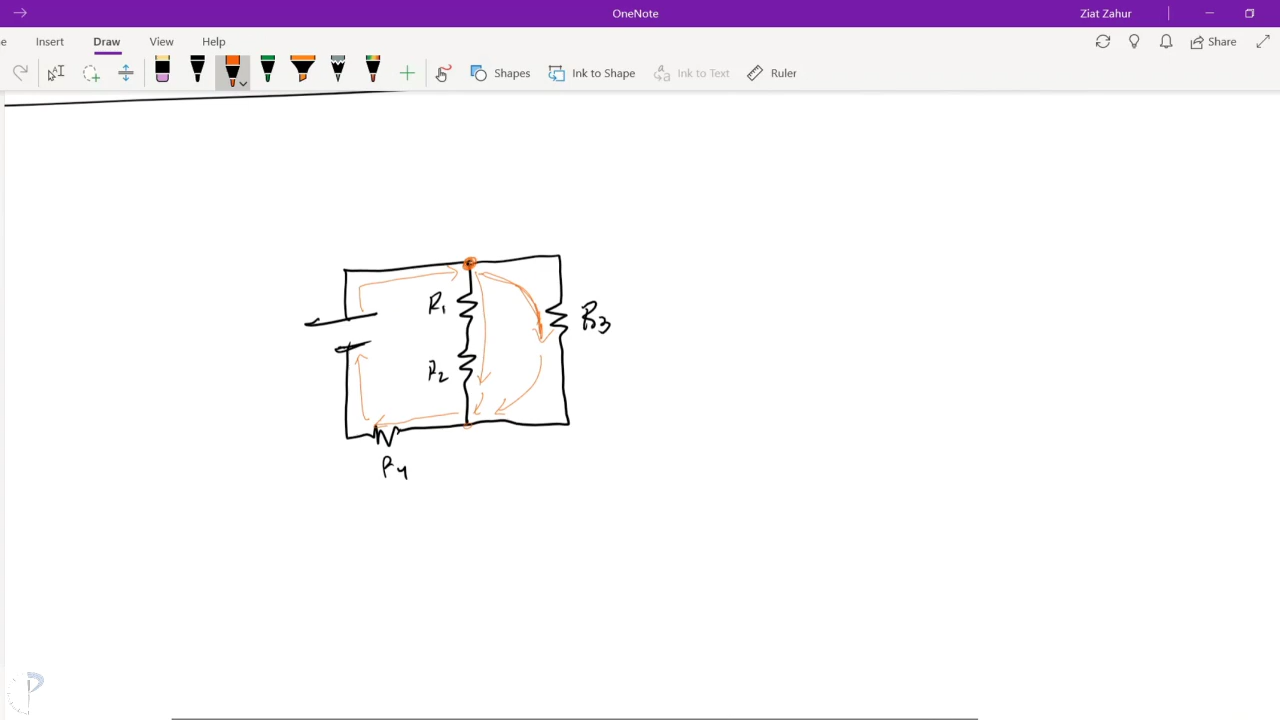 OneNote
Ziat Zahur
Insert Draw View Help
Share
Shapes Ink to Shape Ink to Text Ruler
R1
R3
R2
R4